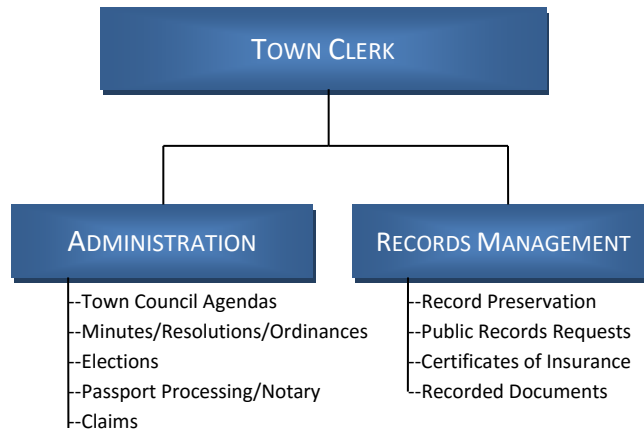 TOWN CLERK
ADMINISTRATION
--Town Council Agendas
--Minutes/Resolutions/Ordinances
--Elections
--Passport Processing/Notary
--Claims
RECORDS MANAGEMENT
--Record Preservation
--Public Records Requests
--Certificates of Insurance
--Recorded Documents